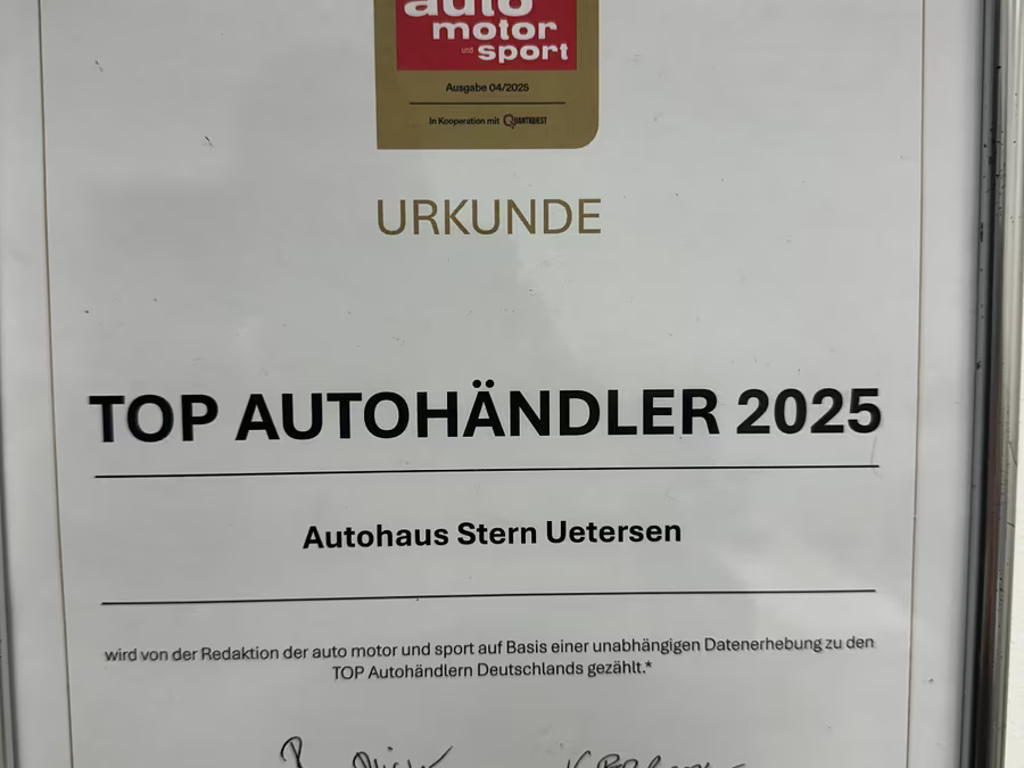 auto
motor
und sport
Ausgabe 04/2025
In Kooperation mit QUANTIQUEST
URKUNDE
TOP AUTOHÄNDLER 2025
Autohaus Stern Uetersen
wird von der Redaktion der auto motor und sport auf Basis einer unabhängigen Datenerhebung zu den
TOP Autohändlern Deutschlands gezählt.*